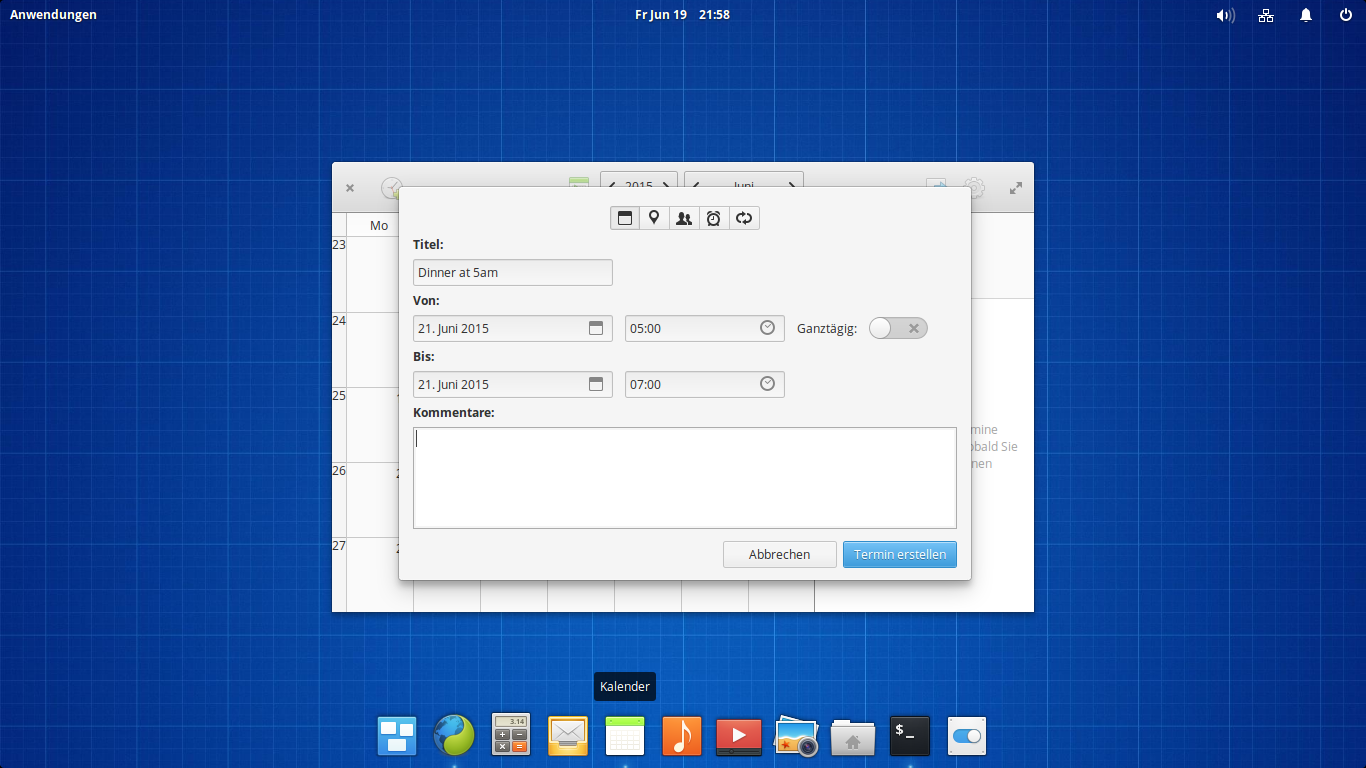 Anwendungen
Fr Jun 19 21:58
2015
Juni
Mo
23
24
25
26
27
Titel:
Dinner at 5am
Von:
21. Juni 2015
05:00
Ganztägig:
Bis:
21. Juni 2015
07:00
Kommentare:
mine
bald Sie
nen
Abbrechen
Termin erstellen
Kalender
3.14
$_